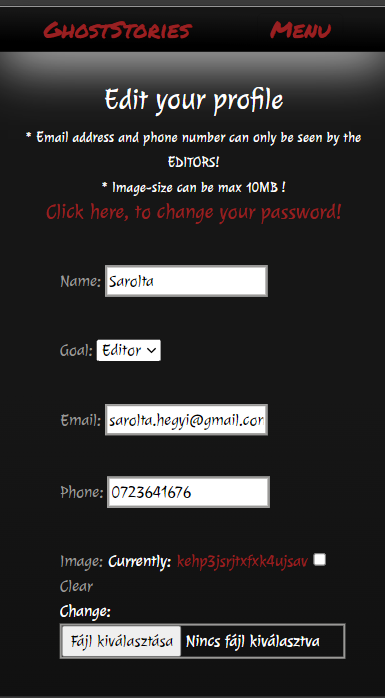 GhostStories Menu
Edit your profile
* Email address and phone number can only be seen by the
EDITORS!
* Image-size can be max 10MB !
Click here, to change your password!
Name: Sarolta
Goal: Editor
Email: sarolta.hegyi@gmail.com
Phone: 0723641676
Image: Currently: kehp3jsrjtxfxk4ujsav
Clear
Change:
Fájl kiválasztása Nincs fájl kiválasztva